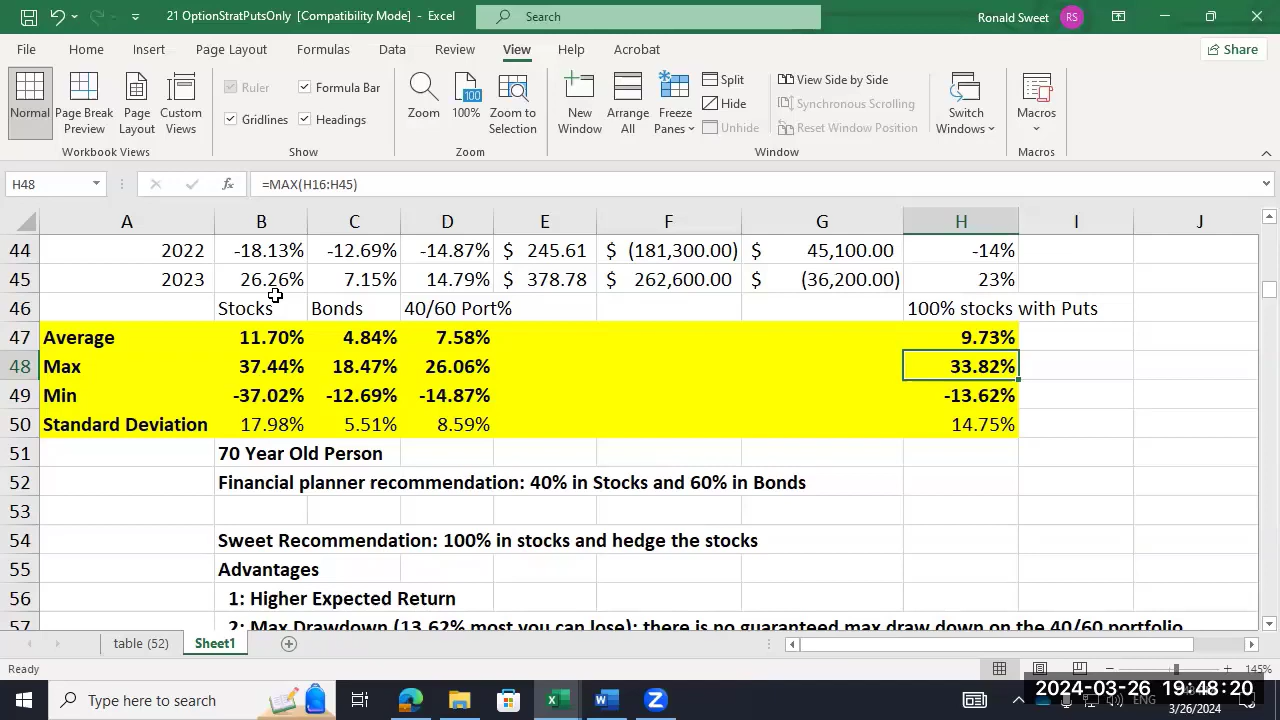 21 OptionStratPutsOnly [Compatibility Mode] - Excel Search Ronald Sweet RS
File Home Insert Page Layout Formulas Data Review View Help Acrobat Share
Normal Page Break Preview Page Layout Custom Views Ruler Formula Bar Gridlines Headings Zoom 100% Zoom to Selection New Window Arrange All Freeze Panes Split Hide Unhide View Side by Side Synchronous Scrolling Reset Window Position Switch Windows Macros
Workbook Views Show Zoom Window Macros
H48 fx =MAX(H16:H45)
A B C D E F G H I J
44 2022 -18.13% -12.69% -14.87% $ 245.61 $ (181,300.00) $ 45,100.00 -14%
45 2023 26.26% 7.15% 14.79% $ 378.78 $ 262,600.00 $ (36,200.00) 23%
46 Stocks Bonds 40/60 Port% 100% stocks with Puts
47 Average 11.70% 4.84% 7.58% 9.73%
48 Max 37.44% 18.47% 26.06% 33.82%
49 Min -37.02% -12.69% -14.87% -13.62%
50 Standard Deviation 17.98% 5.51% 8.59% 14.75%
51 70 Year Old Person
52 Financial planner recommendation: 40% in Stocks and 60% in Bonds
53
54 Sweet Recommendation: 100% in stocks and hedge the stocks
55 Advantages
56 1: Higher Expected Return
57 2: Max Drawdown (13.62% most you can lose); there is no guaranteed max draw down on the 40/60 portfolio
table (52) Sheet1
Ready 145%
Type here to search ENG 2024-03-26 19:48:20
3/26/2024